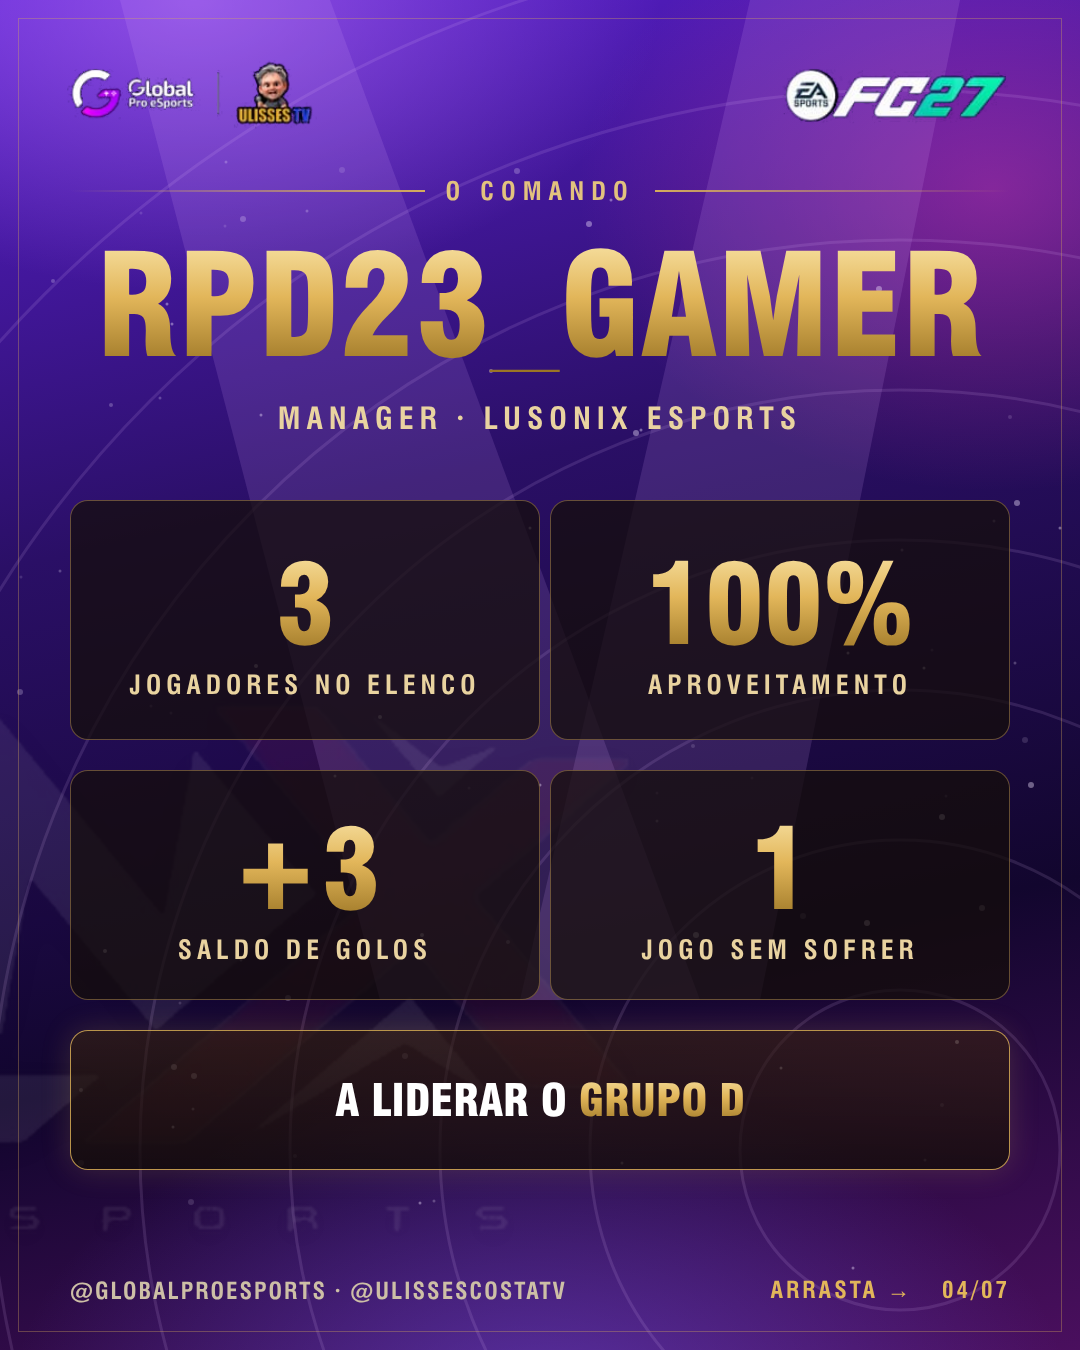 Global
Pro eSports
ULISSES TV
EA SPORTS FC27
O COMANDO
RPD23_GAMER
MANAGER · LUSONIX ESPORTS
3
JOGADORES NO ELENCO
100%
APROVEITAMENTO
+3
SALDO DE GOLOS
1
JOGO SEM SOFRER
A LIDERAR O GRUPO D
SPORTS
@GLOBALPROESPORTS · @ULISSESCOSTATV
ARRASTA → 04/07